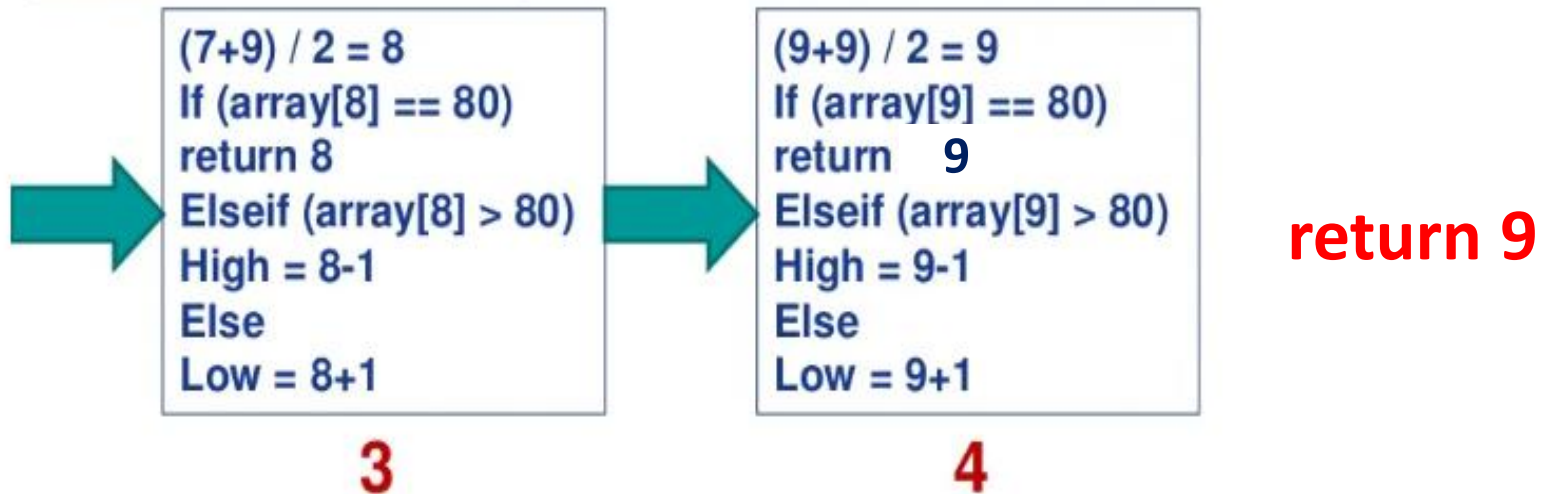 (7+9) / 2 = 8
If (array[8] == 80)
return 8
Elseif (array[8] > 80)
High = 8-1
Else
Low = 8+1
3
(9+9) / 2 = 9
If (array[9] == 80)
return 9
Elseif (array[9] > 80)
High = 9-1
Else
Low = 9+1
4
return 9